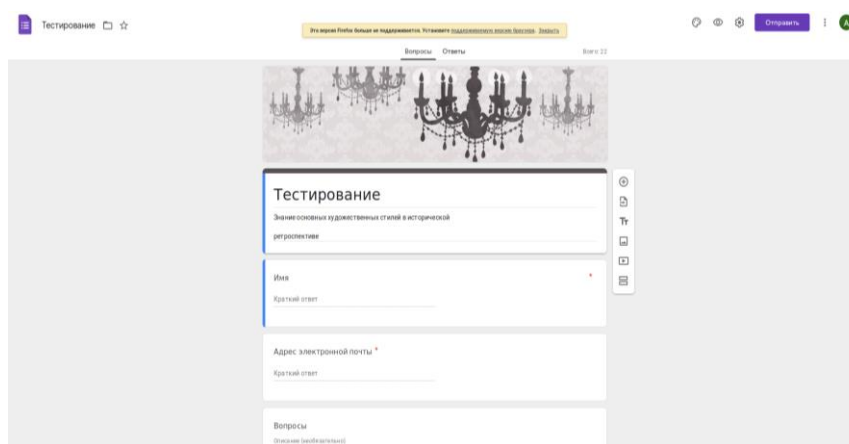 Тестирование
Эта версия Firefox больше не поддерживается. Установите поддерживаемую версию браузера. Закрыть
Отправить
A
Вопросы Ответы
Всего 22
Тестирование
Знание основных художественных стилей в исторической
ретроспективе
Имя *
Краткий ответ
Адрес электронной почты *
Краткий ответ
Вопросы
Описание (необязательно)
Тт